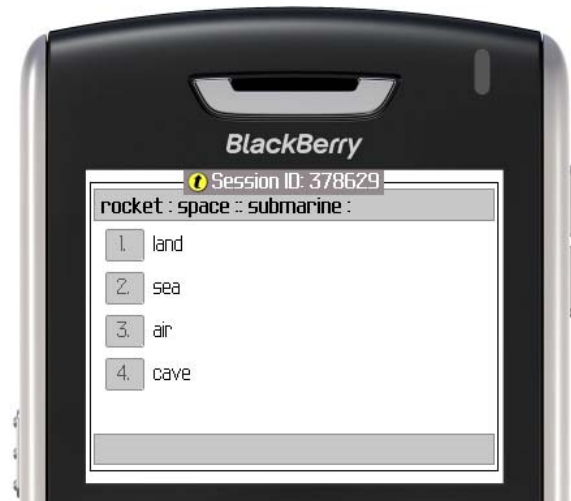 BlackBerry
t Session ID: 378629
rocket : space :: submarine :
1. land
2. sea
3. air
4. cave